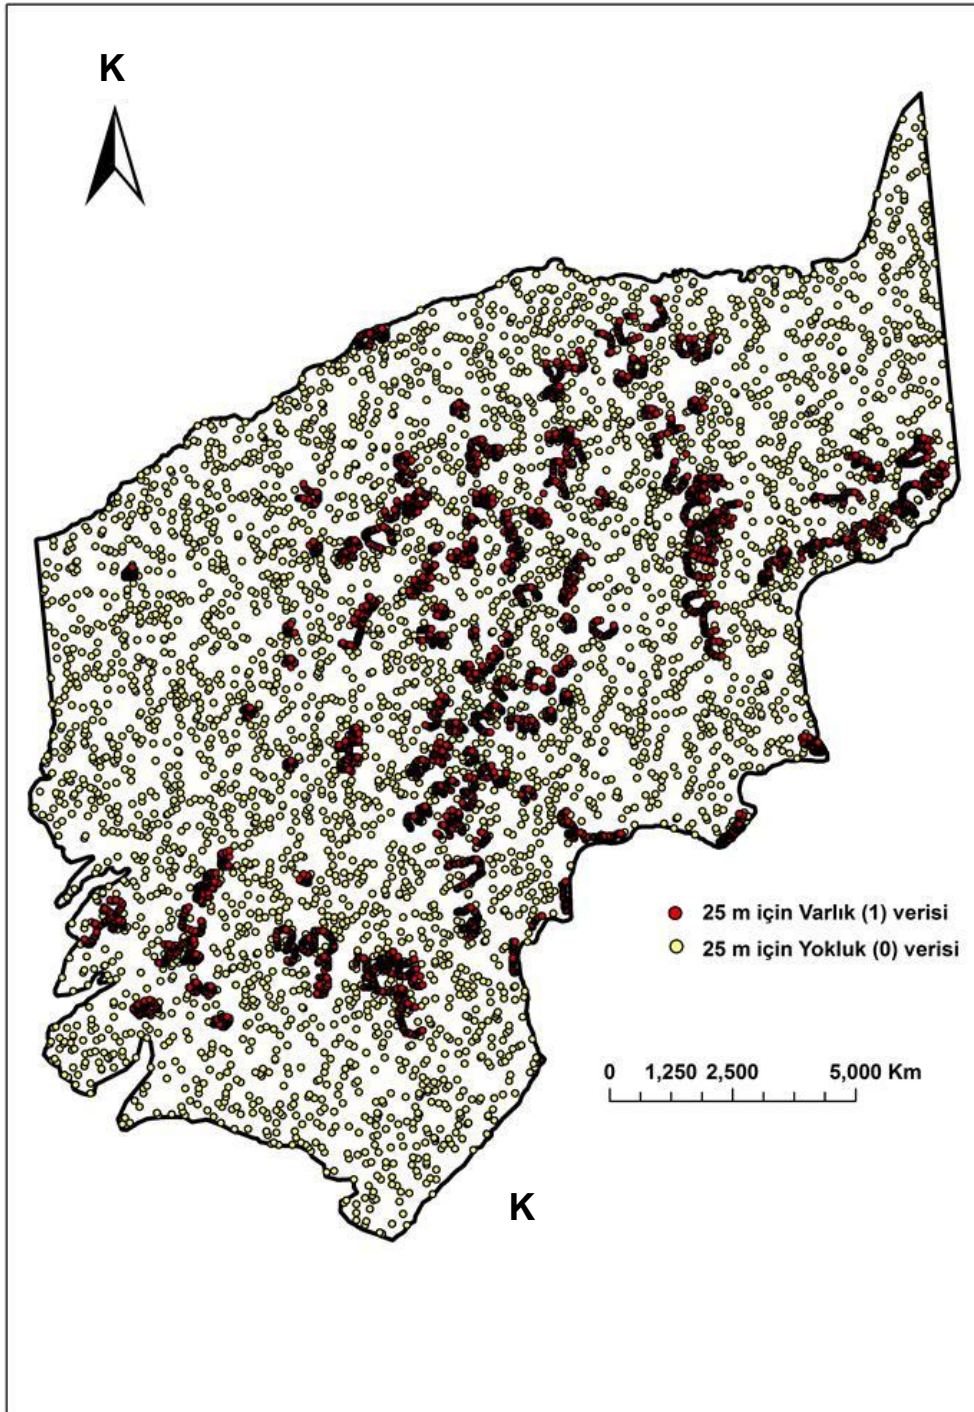 K
25 m için Varlık (1) verisi
25 m için Yokluk (0) verisi
0 1,250 2,500 5,000 Km
K